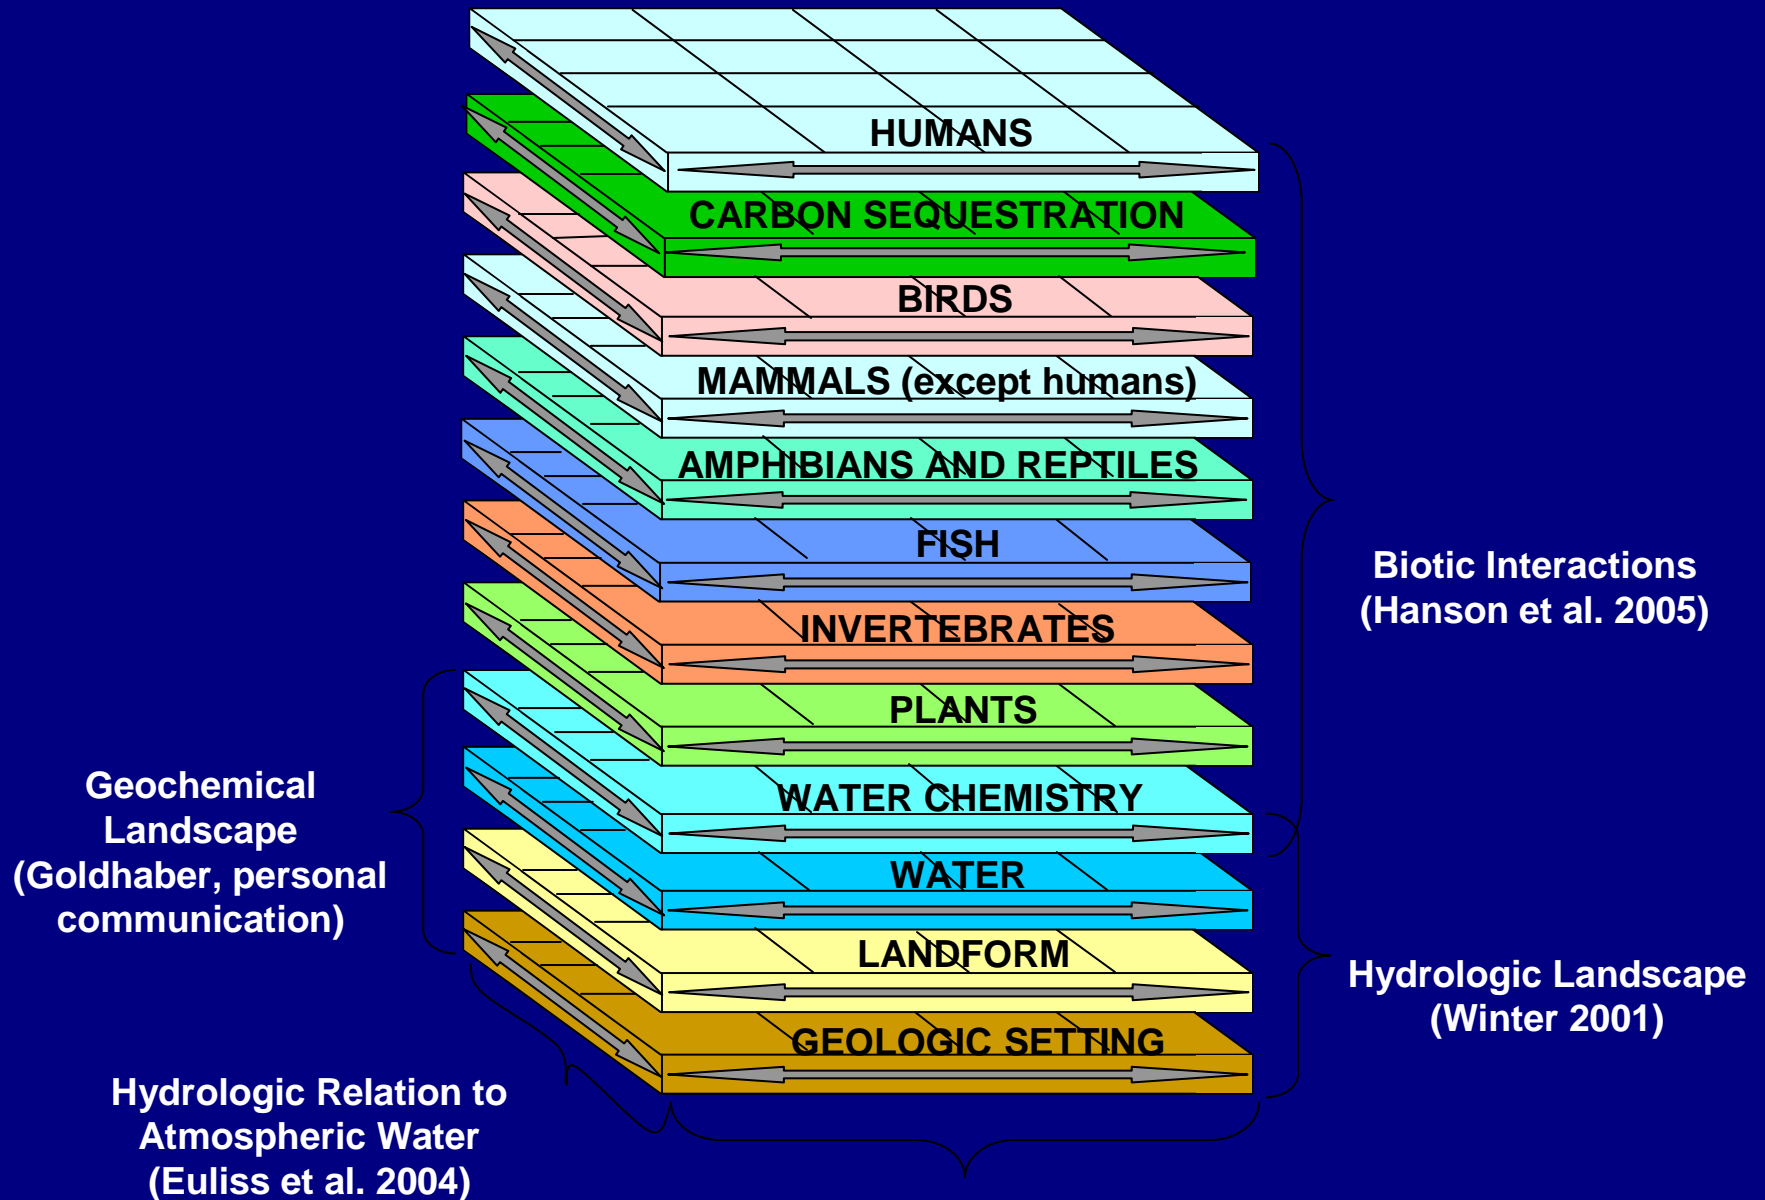 HUMANS
CARBON SEQUESTRATION
BIRDS
MAMMALS (except humans)
AMPHIBIANS AND REPTILES
FISH
INVERTEBRATES
PLANTS
WATER CHEMISTRY
WATER
LANDFORM
GEOLOGIC SETTING
Biotic Interactions
(Hanson et al. 2005)
Geochemical
Landscape
(Goldhaber, personal
communication)
Hydrologic Landscape
(Winter 2001)
Hydrologic Relation to
Atmospheric Water
(Euliss et al. 2004)